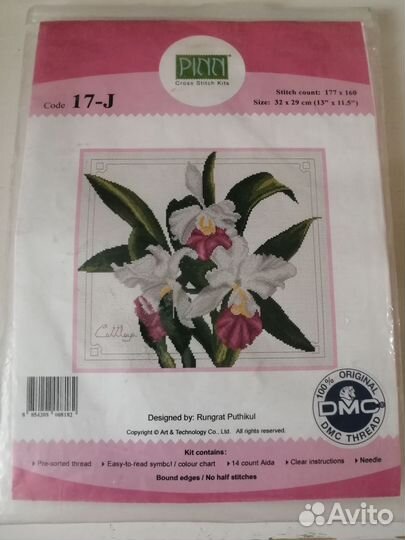 PINN
Cross Stitch Kits
Code 17-J
Stitch count: 177 x 160
Size: 32 x 29 cm (13" x 11.5")
Cattleya
8 854308 008182
Designed by: Rungrat Puthikul
Copyright © Art & Technology Co., Ltd. All rights reserved.
100% ORIGINAL
DMC
DMC THREAD
Kit contains:
Pre-sorted thread Easy-to-read symbol / colour chart 14 count Aida Clear instructions Needle
Bound edges / No half stitches
Avito